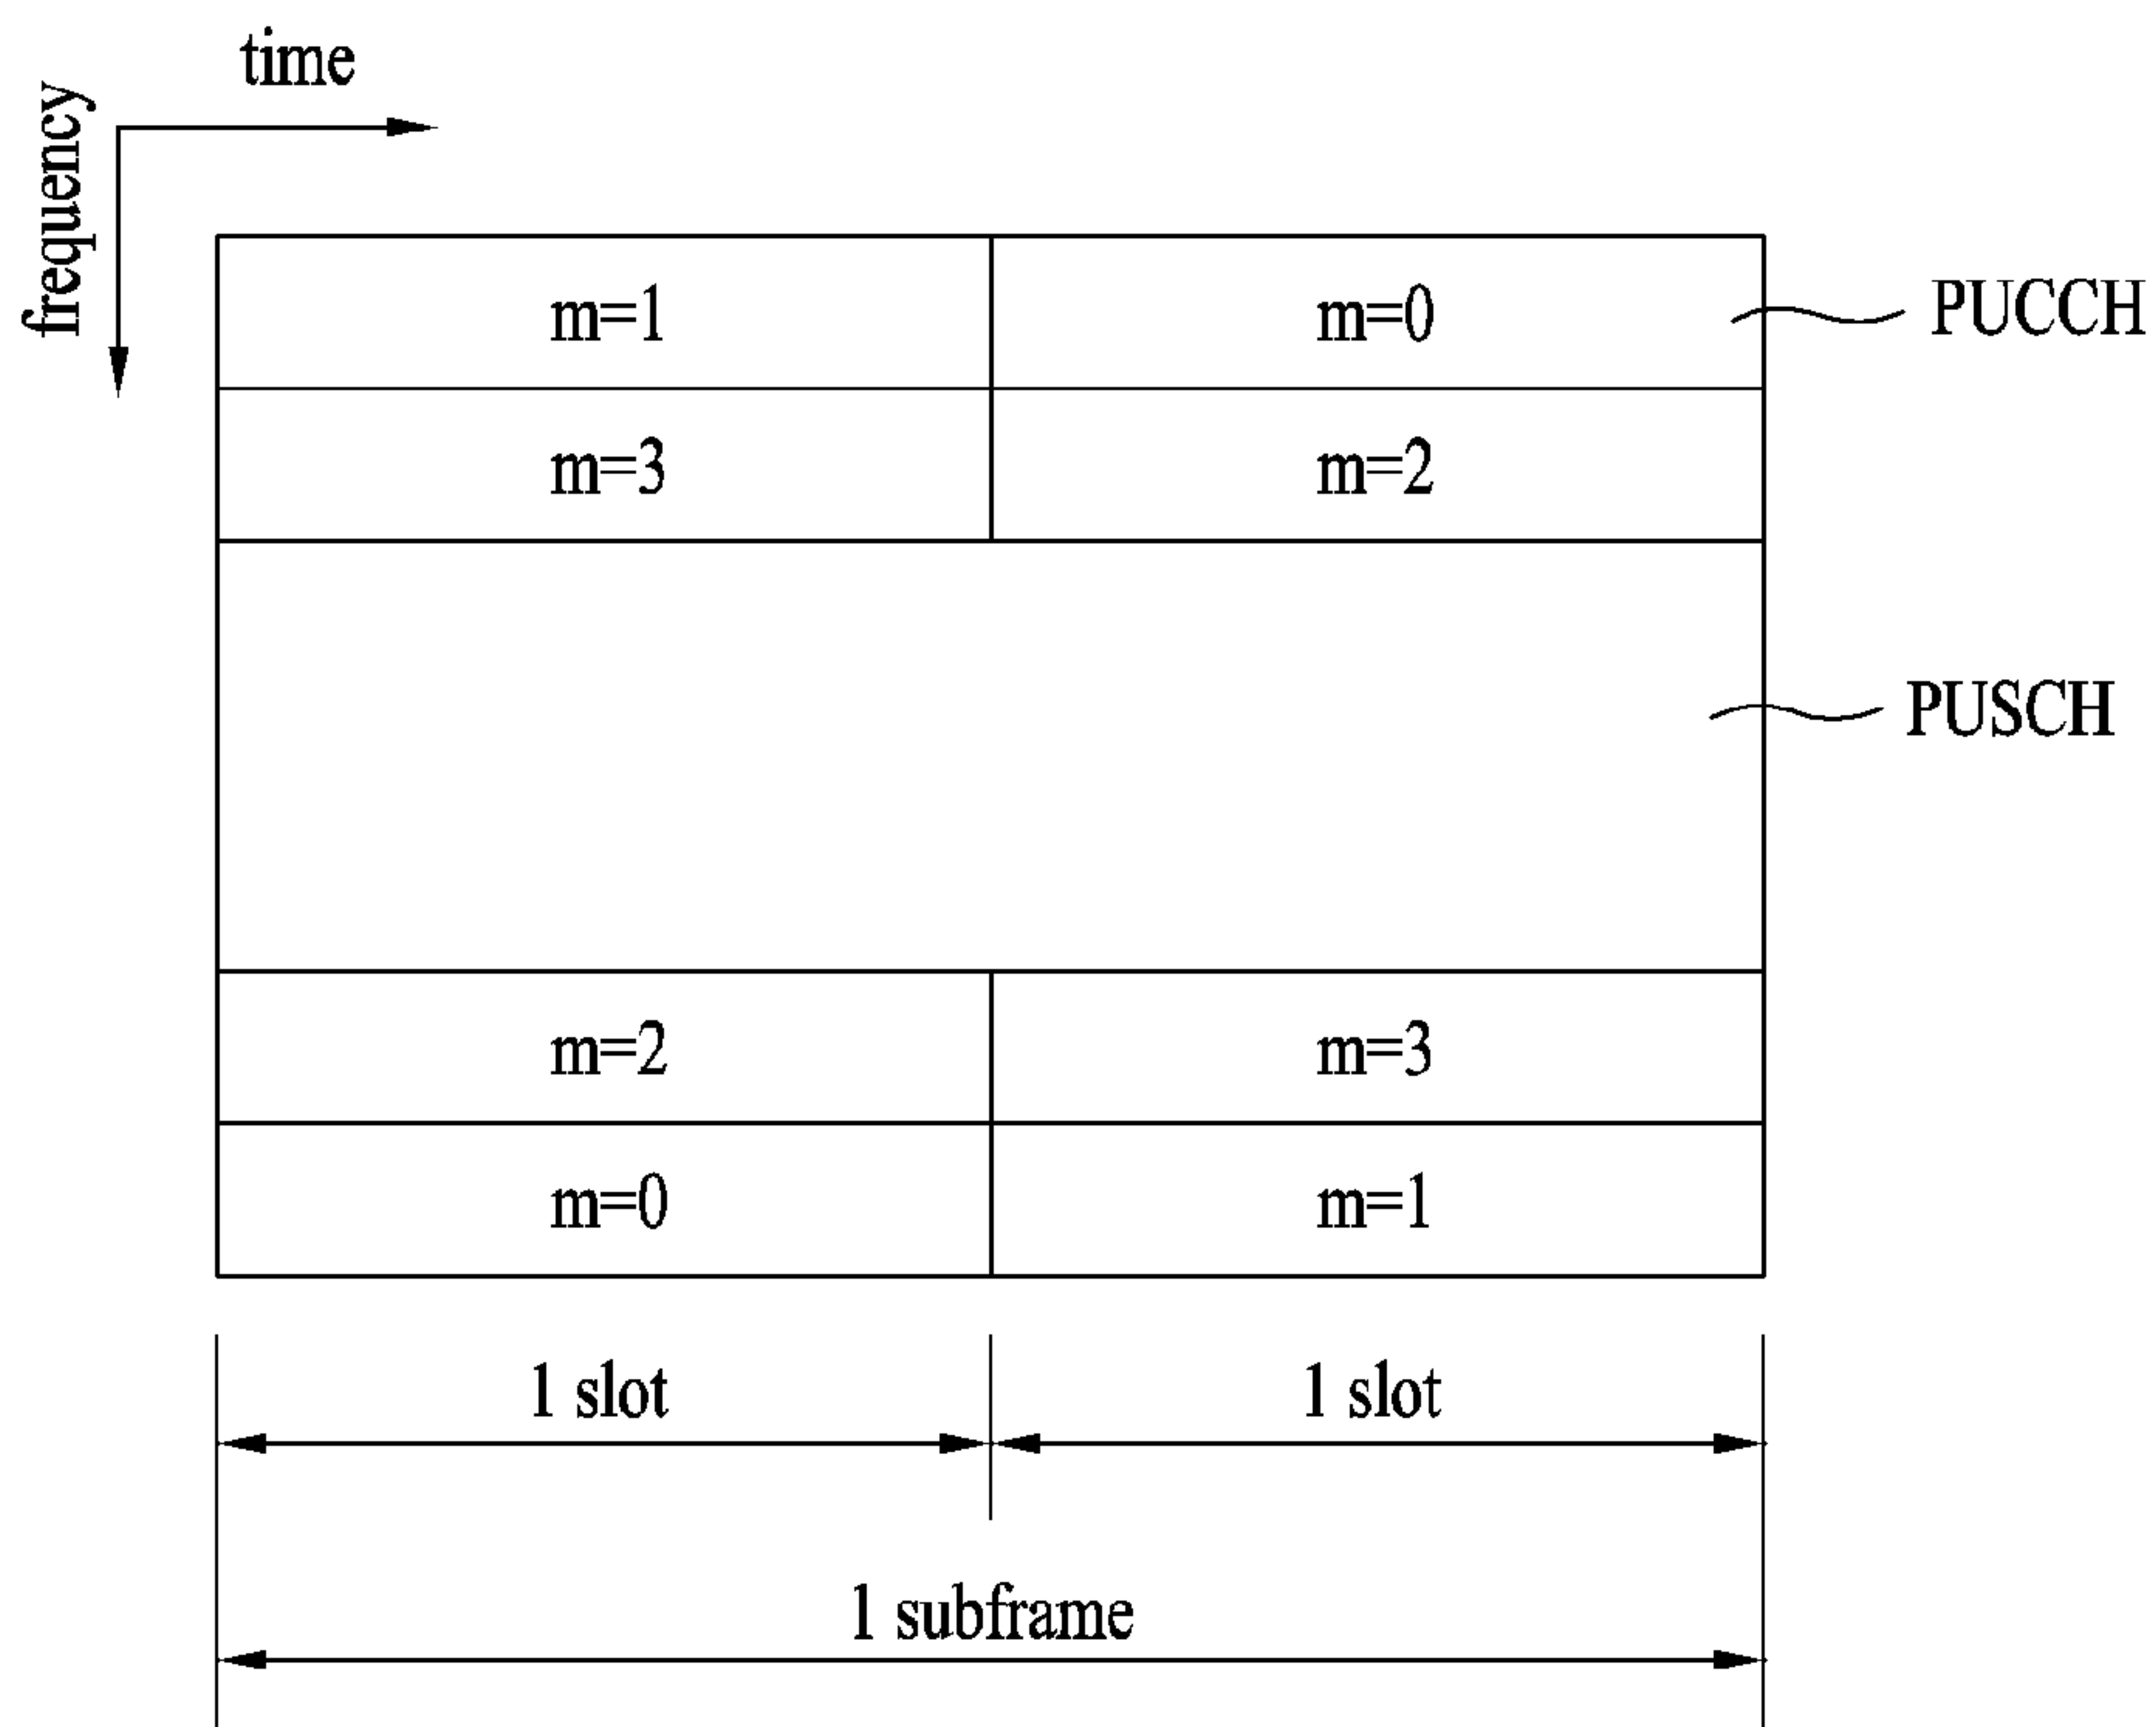 time
frequency
m=1
m=0
PUCCH
m=3
m=2
PUSCH
m=2
m=3
m=0
m=1
1 slot
1 slot
1 subframe